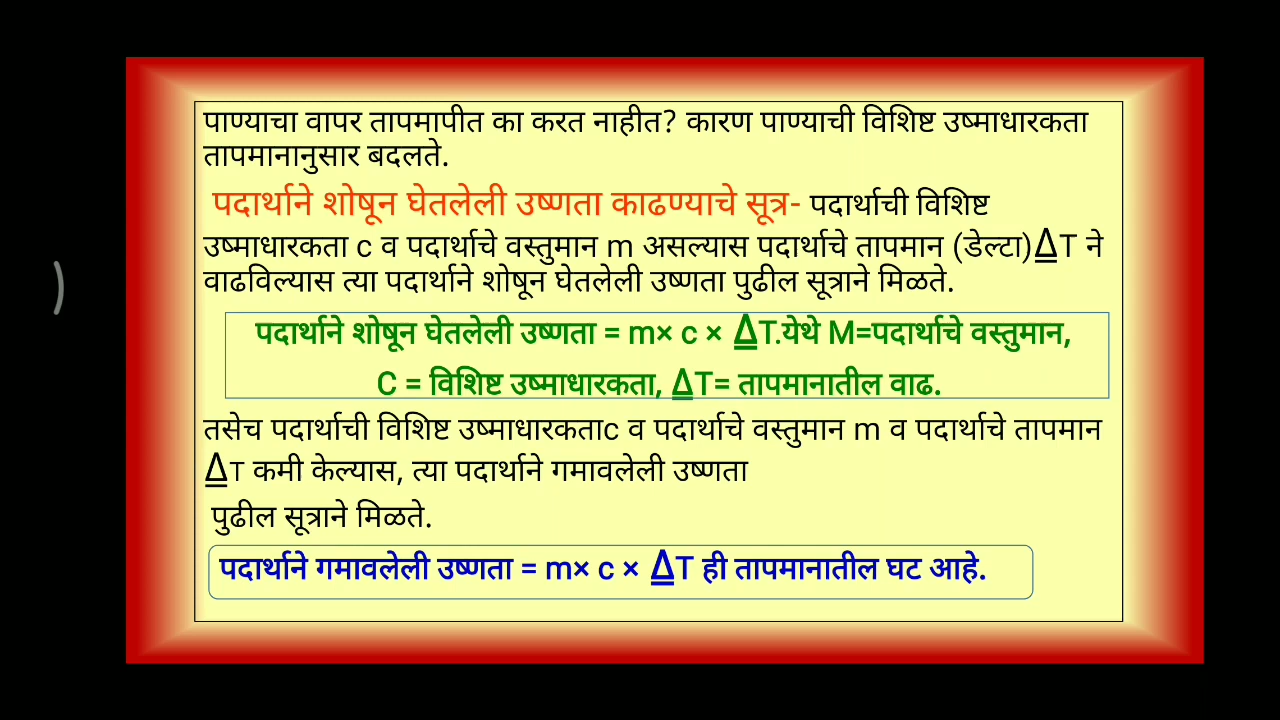 पाण्याचा वापर तापमापीत का करत नाहीत? कारण पाण्याची विशिष्ट उष्माधारकता
तापमानानुसार बदलते.
पदार्थाने शोषून घेतलेली उष्णता काढण्याचे सूत्र- पदार्थाची विशिष्ट
उष्माधारकता c व पदार्थाचे वस्तुमान m असल्यास पदार्थाचे तापमान (डेल्टा)ΔT ने
वाढविल्यास त्या पदार्थाने शोषून घेतलेली उष्णता पुढील सूत्राने मिळते.
पदार्थाने शोषून घेतलेली उष्णता = m× c × ΔT.येथे M=पदार्थाचे वस्तुमान,
C = विशिष्ट उष्माधारकता, ΔT= तापमानातील वाढ.
तसेच पदार्थाची विशिष्ट उष्माधारकताc व पदार्थाचे वस्तुमान m व पदार्थाचे तापमान
ΔT कमी केल्यास, त्या पदार्थाने गमावलेली उष्णता
पुढील सूत्राने मिळते.
पदार्थाने गमावलेली उष्णता = m× c × ΔT ही तापमानातील घट आहे.